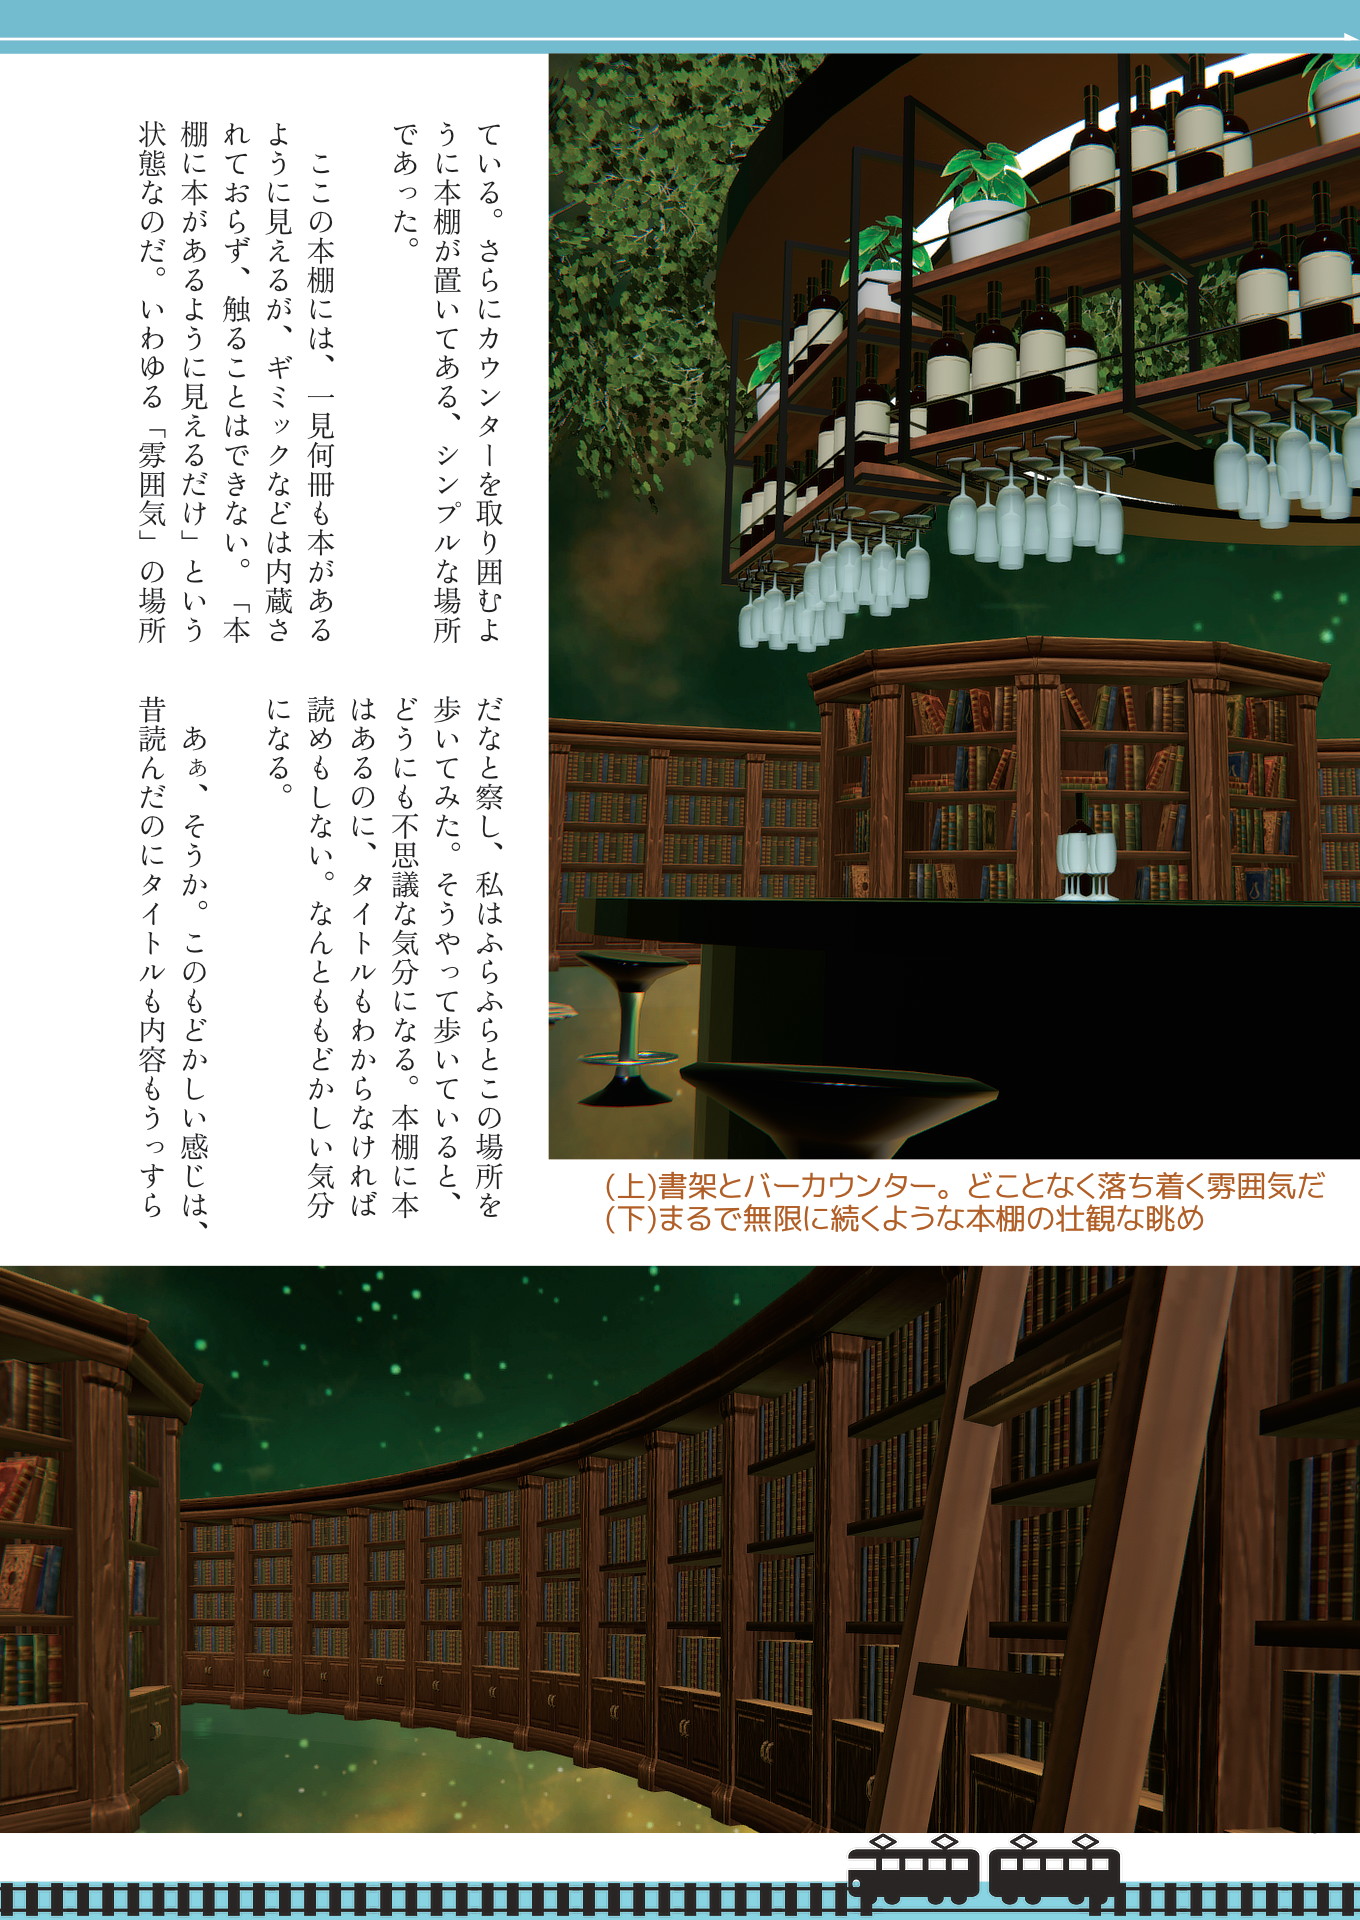 ている。さらにカウンターを取り囲むよ
うに本棚が置いてある、シンプルな場所
であった。
ここの本棚には、一見何冊も本がある
ように見えるが、ギミックなどは内蔵さ
れておらず、触ることはできない。「本
棚に本があるように見えるだけ」という
状態なのだ。いわゆる「雰囲気」の場所
だなと察し、私はふらふらとこの場所を
歩いてみた。そうやって歩いていると、
どうにも不思議な気分になる。本棚に本
はあるのに、タイトルもわからなければ
読めもしない。なんとももどかしい気分
になる。
あぁ、そうか。このもどかしい感じは、
昔読んだのにタイトルも内容もうっすら
(上)書架とバーカウンター。どことなく落ち着く雰囲気だ
(下)まるで無限に続くような本棚の壮観な眺め